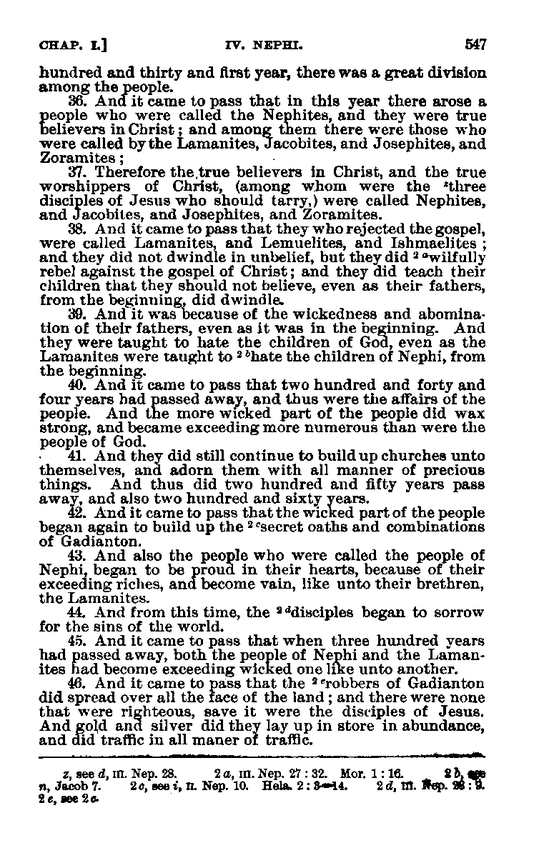 CHAP. I.] IV. NEPHI. 547
hundred and thirty and first year, there was a great division
among the people.
36. And it came to pass that in this year there arose a
people who were called the Nephites, and they were true
believers in Christ; and among them there were those who
were called by the Lamanites, Jacobites, and Josephites, and
Zoramites;
37. Therefore the true believers in Christ, and the true
worshippers of Christ, (among whom were the zthree
disciples of Jesus who should tarry,) were called Nephites,
and Jacobites, and Josephites, and Zoramites.
38. And it came to pass that they who rejected the gospel,
were called Lamanites, and Lemuelites, and Ishmaelites;
and they did not dwindle in unbelief, but they did 2 awilfully
rebel against the gospel of Christ; and they did teach their
children that they should not believe, even as their fathers,
from the beginning, did dwindle.
39. And it was because of the wickedness and abomina-
tion of their fathers, even as it was in the beginning. And
they were taught to hate the children of God, even as the
Lamanites were taught to 2 bhate the children of Nephi, from
the beginning.
40. And it came to pass that two hundred and forty and
four years had passed away, and thus were the affairs of the
people. And the more wicked part of the people did wax
strong, and became exceeding more numerous than were the
people of God.
41. And they did still continue to build up churches unto
themselves, and adorn them with all manner of precious
things. And thus did two hundred and fifty years pass
away, and also two hundred and sixty years.
42. And it came to pass that the wicked part of the people
began again to build up the 2 csecret oaths and combinations
of Gadianton.
43. And also the people who were called the people of
Nephi, began to be proud in their hearts, because of their
exceeding riches, and become vain, like unto their brethren,
the Lamanites.
44. And from this time, the 2 ddisciples began to sorrow
for the sins of the world.
45. And it came to pass that when three hundred years
had passed away, both the people of Nephi and the Laman-
ites had become exceeding wicked one like unto another.
46. And it came to pass that the 2 erobbers of Gadianton
did spread over all the face of the land; and there were none
that were righteous, save it were the disciples of Jesus.
And gold and silver did they lay up in store in abundance,
and did traffic in all maner of traffic.
z, see d, III. Nep. 28. 2 a, III. Nep. 27 : 32. Mor. 1 : 16. 2 b, see
n, Jacob 7. 2 c, see i, II. Nep. 10. Hela. 2 : 3—14. 2 d, III. Nep. 28 : 9.
2 e, see 2 c.